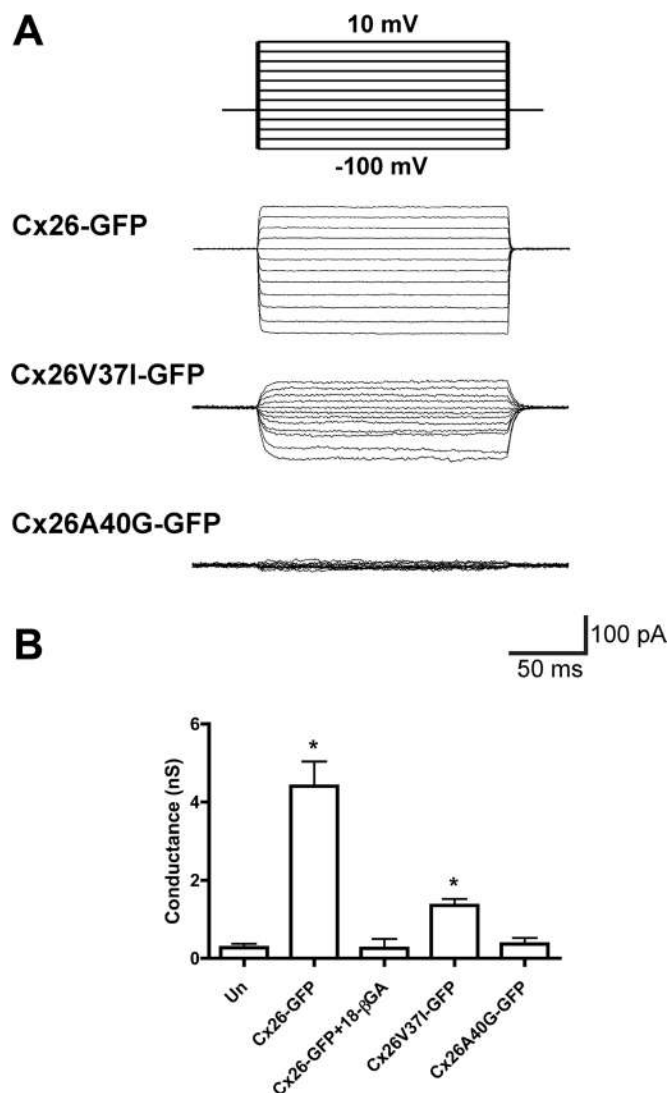 A
10 mV
-100 mV
Cx26-GFP
Cx26V37I-GFP
Cx26A40G-GFP
100 pA
50 ms
B
Conductance (nS)
6
4
2
0
*
*
Un
Cx26-GFP
Cx26-GFP+18-βGA
Cx26V37I-GFP
Cx26A40G-GFP